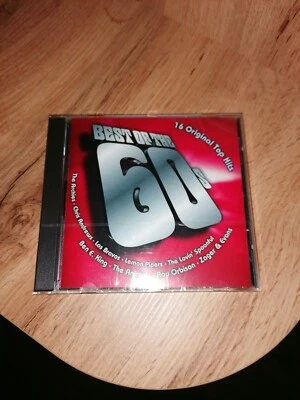 BEST OF THE
60s
16 Original Top Hits
The Archies - Chris Andrews - Los Bravos - Lemon Pipers - The Lovin' Spoonful
Ben E. King - The Roy Orbison - Zager & Evans